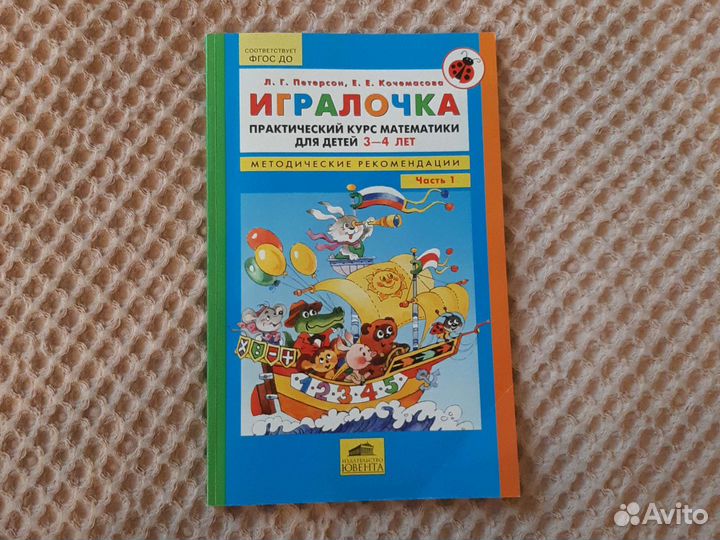 СООТВЕТСТВУЕТ
ФГОС ДО
Л. Г. Петерсон, Е. Е. Кочемасова
ИГРАЛОЧКА
ПРАКТИЧЕСКИЙ КУРС МАТЕМАТИКИ
ДЛЯ ДЕТЕЙ 3—4 ЛЕТ
МЕТОДИЧЕСКИЕ РЕКОМЕНДАЦИИ
Часть 1
1 2 3 4 5
ИЗДАТЕЛЬСТВО
ЮВЕНТА
Avito